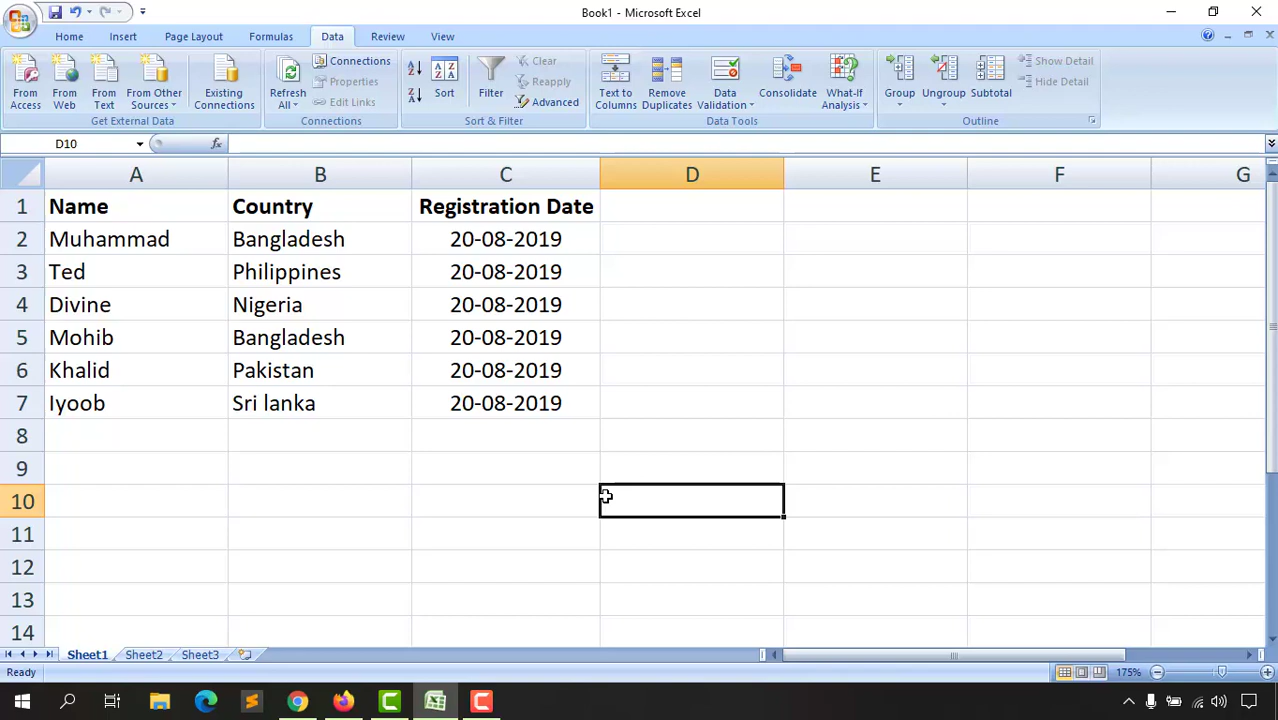 Book1 - Microsoft Excel
Home Insert Page Layout Formulas Data Review View
From Access
From Web
From Text
From Other Sources
Existing Connections
Get External Data
Refresh All
Connections
Properties
Edit Links
Connections
Sort
Filter
Clear
Reapply
Advanced
Sort & Filter
Text to Columns
Remove Duplicates
Data Validation
Consolidate
What-If Analysis
Data Tools
Group
Ungroup
Subtotal
Show Detail
Hide Detail
Outline
D10 fx
A B C D E F G
1 Name Country Registration Date
2 Muhammad Bangladesh 20-08-2019
3 Ted Philippines 20-08-2019
4 Divine Nigeria 20-08-2019
5 Mohib Bangladesh 20-08-2019
6 Khalid Pakistan 20-08-2019
7 Iyoob Sri lanka 20-08-2019
8
9
10
11
12
13
14
Sheet1 Sheet2 Sheet3
Ready 175%